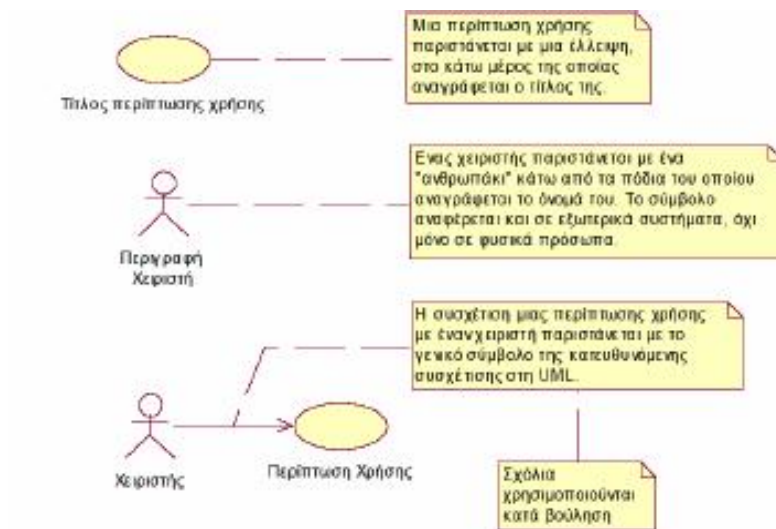 Μια περίπτωση χρήσης
παριστάνεται με μια έλλειψη,
στο κάτω μέρος της οποίας
αναγράφεται ο τίτλος της.
Τίτλος περίπτωσης χρήσης
Ενας χειριστής παριστάνεται με ένα
"ανθρωπάκι" κάτω από τα πόδια του οποίου
αναγράφεται το όνομά του. Το σύμβολο
αναφέρεται και σε εξωτερικά συστήματα, όχι
μόνο σε φυσικά πρόσωπα.
Περιγραφή
Χειριστή
Η συσχέτιση μιας περίπτωσης χρήσης
με έναν χειριστή παριστάνεται με το
γενικό σύμβολο της κατευθυνόμενης
συσχέτισης στη UML.
Χειριστής
Περίπτωση Χρήσης
Σχόλια
χρησιμοποιούνται
κατά βούληση